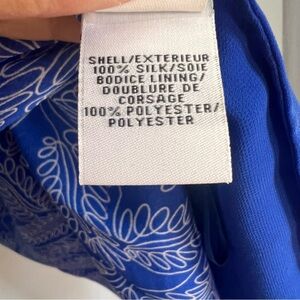 SHELL/EXTERIEUR
100% SILK/SOIE
BODICE LINING/
DOUBLURE DE
CORSAGE
100% POLYESTER/
POLYESTER